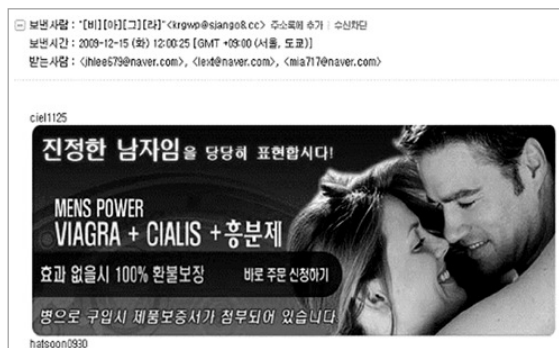 보낸사람 : "[비][아][그][라]"<krgwp@sjango8.cc> 주소록에 추가 | 수신차단
보낸시간 : 2009-12-15 (화) 12:00:25 [GMT +09:00 (서울, 도쿄)]
받는사람 : <jhlee679@naver.com>, <lext@naver.com>, <mia717@naver.com>
ciel1125
진정한 남자임을 당당히 표현합시다!
MENS POWER
VIAGRA + CIALIS + 흥분제
효과 없을시 100% 환불보장 바로 주문 신청하기
병으로 구입시 제품보증서가 첨부되어 있습니다.
hatsoon0930